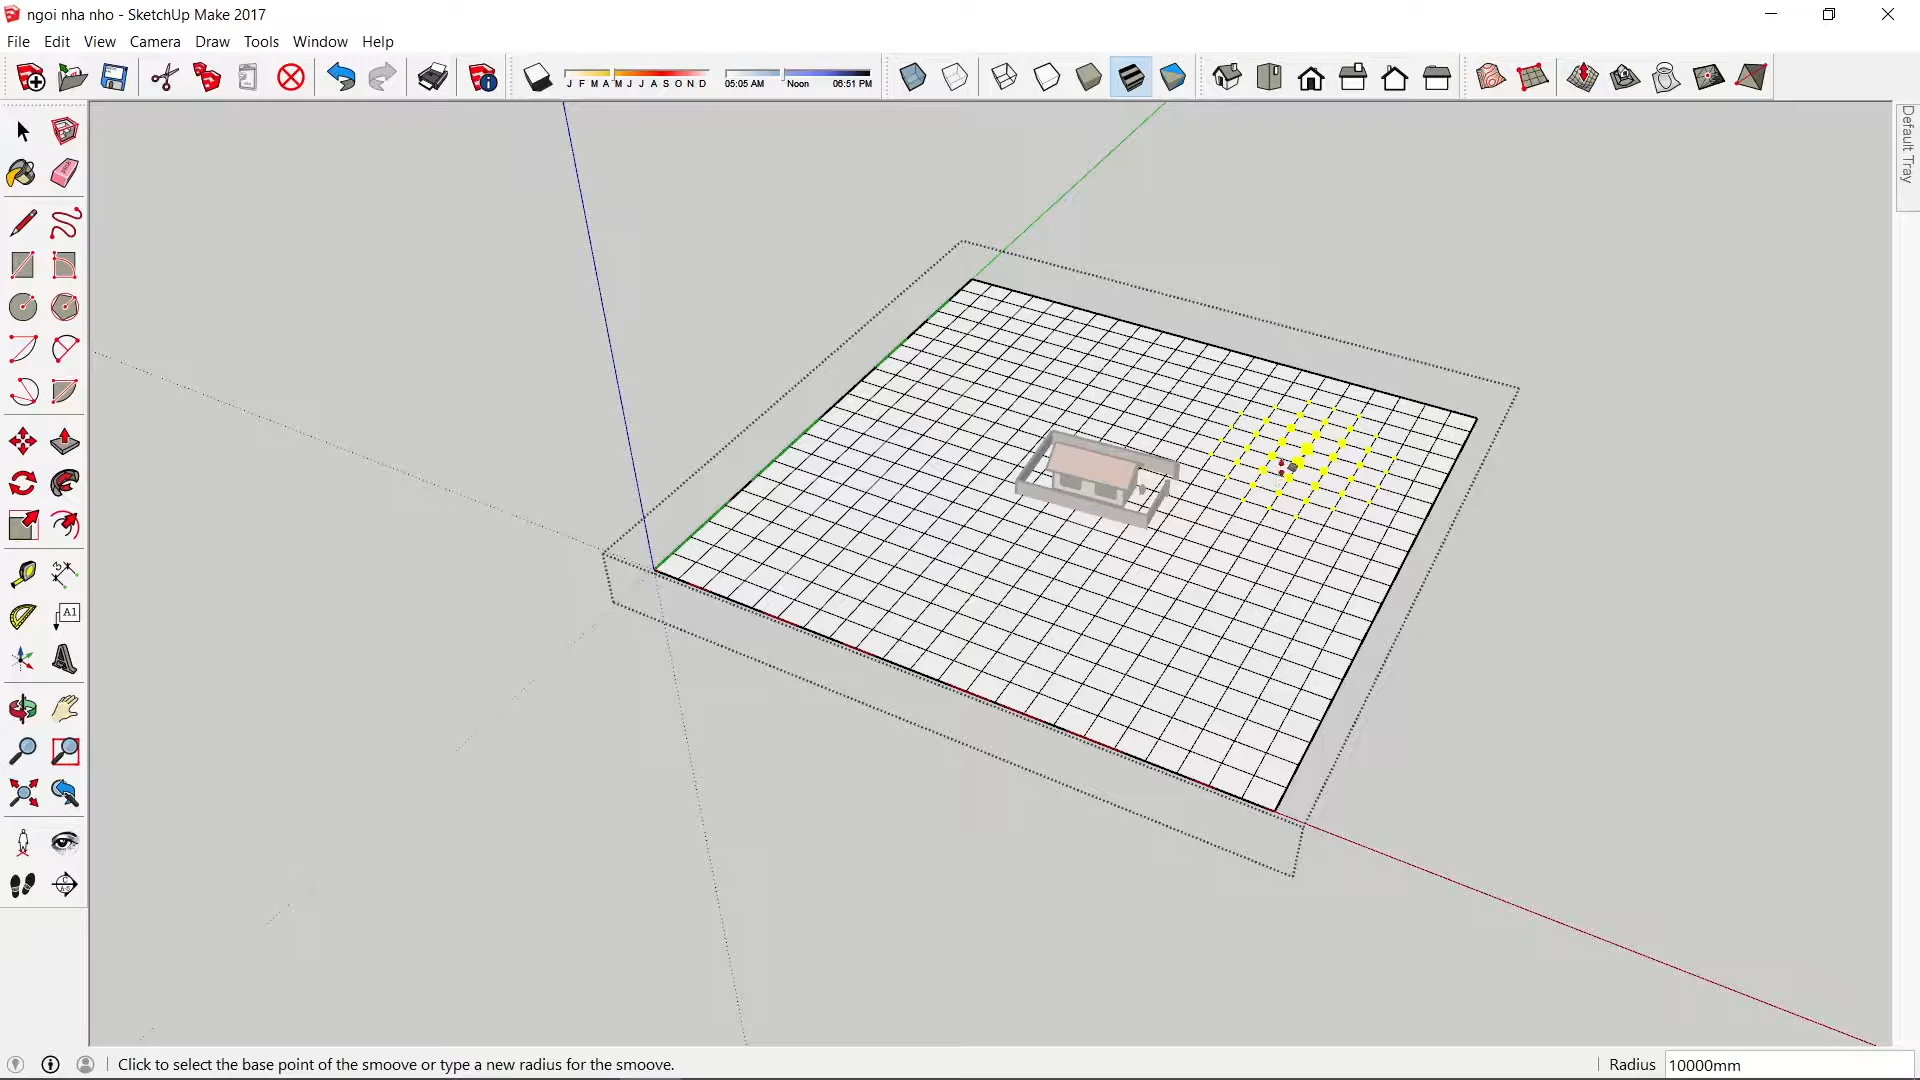 ngoi nha nho - SketchUp Make 2017
File Edit View Camera Draw Tools Window Help
J F M A M J J A S O N D
05:05 AM Noon 06:51 PM
Default Tray
A1
Click to select the base point of the smoove or type a new radius for the smoove.
Radius 10000mm